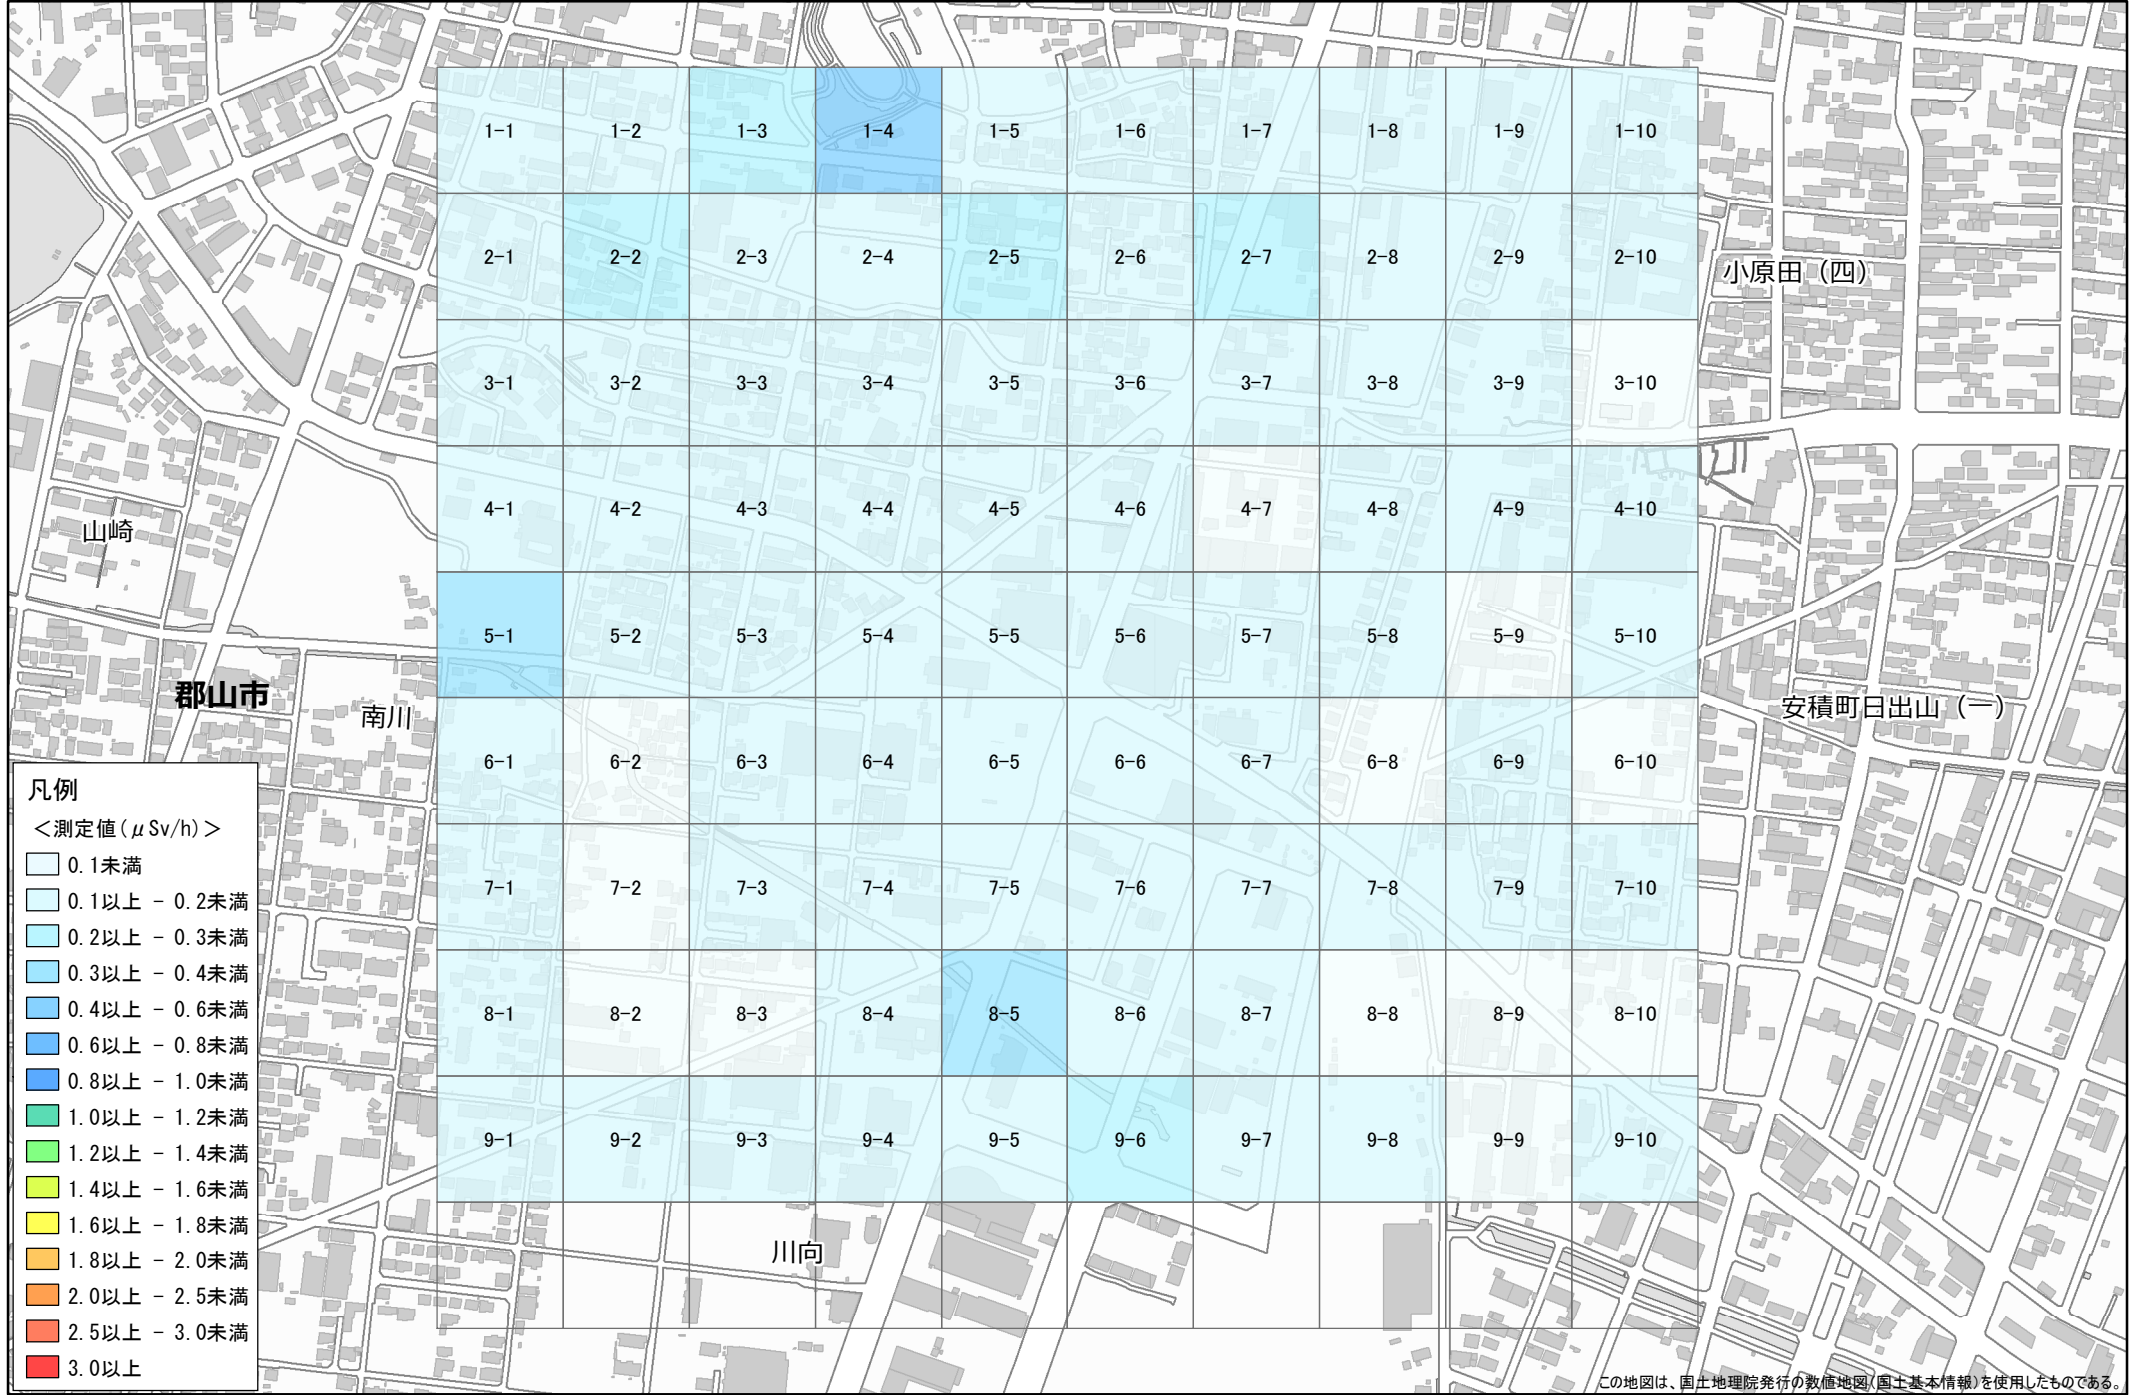 1-1 1-2 1-3 1-4 1-5 1-6 1-7 1-8 1-9 1-10
2-1 2-2 2-3 2-4 2-5 2-6 2-7 2-8 2-9 2-10
小原田（四）
3-1 3-2 3-3 3-4 3-5 3-6 3-7 3-8 3-9 3-10
4-1 4-2 4-3 4-4 4-5 4-6 4-7 4-8 4-9 4-10
山崎
5-1 5-2 5-3 5-4 5-5 5-6 5-7 5-8 5-9 5-10
郡山市
南川
安積町日出山（一）
6-1 6-2 6-3 6-4 6-5 6-6 6-7 6-8 6-9 6-10
7-1 7-2 7-3 7-4 7-5 7-6 7-7 7-8 7-9 7-10
8-1 8-2 8-3 8-4 8-5 8-6 8-7 8-8 8-9 8-10
9-1 9-2 9-3 9-4 9-5 9-6 9-7 9-8 9-9 9-10
川向
凡例
＜測定値(μSv/h)＞
0.1未満
0.1以上 - 0.2未満
0.2以上 - 0.3未満
0.3以上 - 0.4未満
0.4以上 - 0.6未満
0.6以上 - 0.8未満
0.8以上 - 1.0未満
1.0以上 - 1.2未満
1.2以上 - 1.4未満
1.4以上 - 1.6未満
1.6以上 - 1.8未満
1.8以上 - 2.0未満
2.0以上 - 2.5未満
2.5以上 - 3.0未満
3.0以上
この地図は、国土地理院発行の数値地図(国土基本情報)を使用したものである。